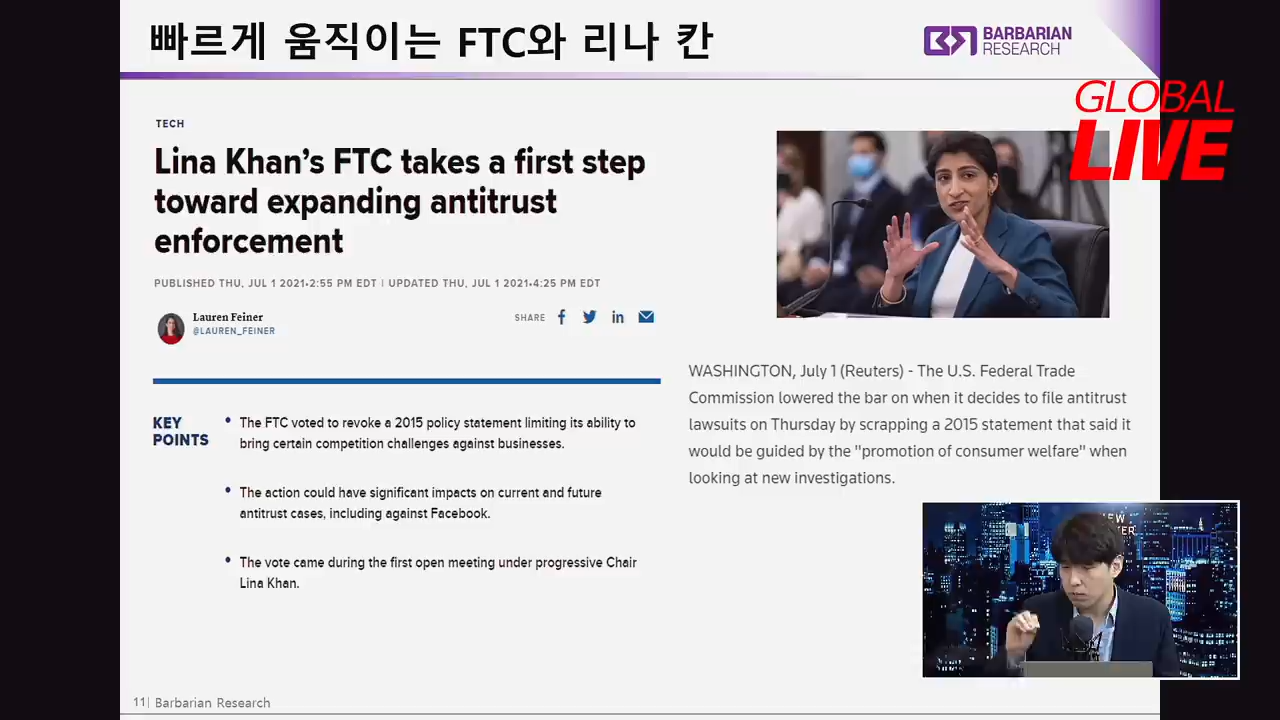 빠르게 움직이는 FTC와 리나 칸
BARBARIAN
RESEARCH
GLOBAL
LIVE
TECH
Lina Khan's FTC takes a first step
toward expanding antitrust
enforcement
PUBLISHED THU, JUL 1 2021•2:55 PM EDT | UPDATED THU, JUL 1 2021•4:25 PM EDT
Lauren Feiner
@LAUREN_FEINER
SHARE
KEY
POINTS
• The FTC voted to revoke a 2015 policy statement limiting its ability to
bring certain competition challenges against businesses.
• The action could have significant impacts on current and future
antitrust cases, including against Facebook.
• The vote came during the first open meeting under progressive Chair
Lina Khan.
WASHINGTON, July 1 (Reuters) - The U.S. Federal Trade
Commission lowered the bar on when it decides to file antitrust
lawsuits on Thursday by scrapping a 2015 statement that said it
would be guided by the "promotion of consumer welfare" when
looking at new investigations.
11| Barbarian Research